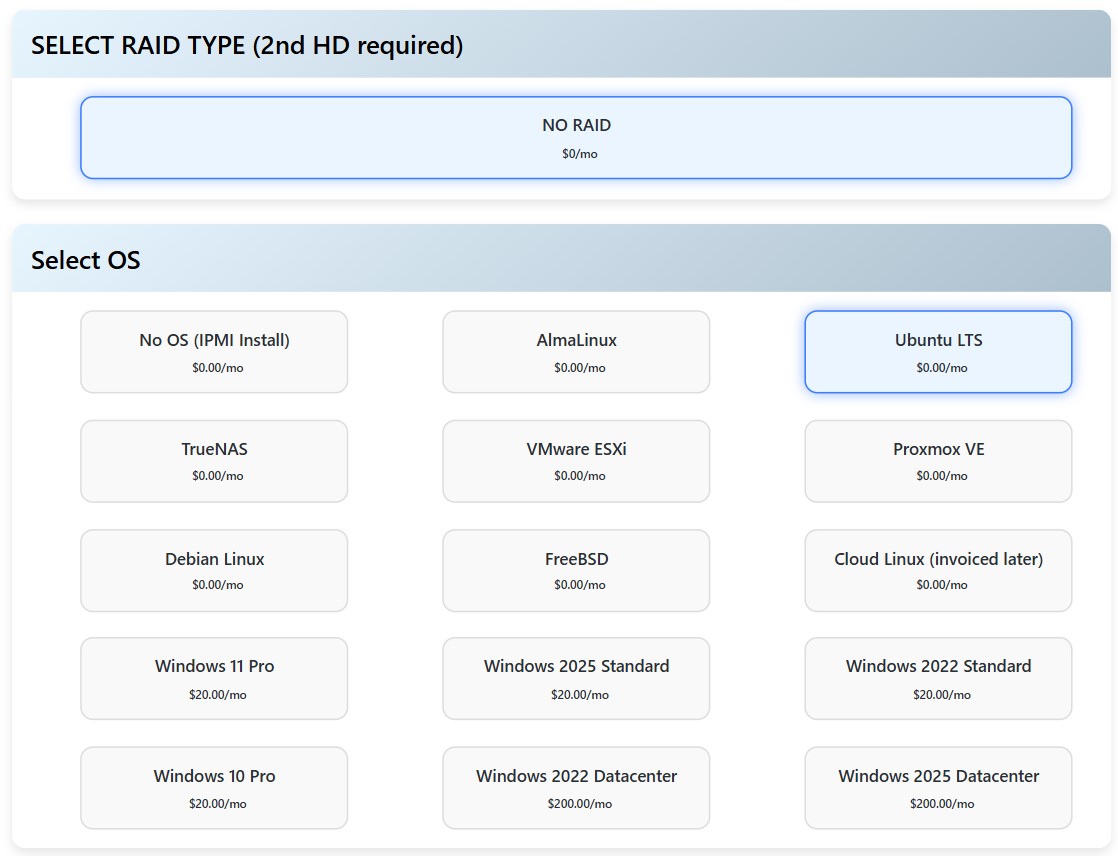 SELECT RAID TYPE (2nd HD required)
NO RAID
$0/mo
Select OS
No OS (IPMI Install)
$0.00/mo
AlmaLinux
$0.00/mo
Ubuntu LTS
$0.00/mo
TrueNAS
$0.00/mo
VMware ESXi
$0.00/mo
Proxmox VE
$0.00/mo
Debian Linux
$0.00/mo
FreeBSD
$0.00/mo
Cloud Linux (invoiced later)
$0.00/mo
Windows 11 Pro
$20.00/mo
Windows 2025 Standard
$20.00/mo
Windows 2022 Standard
$20.00/mo
Windows 10 Pro
$20.00/mo
Windows 2022 Datacenter
$200.00/mo
Windows 2025 Datacenter
$200.00/mo